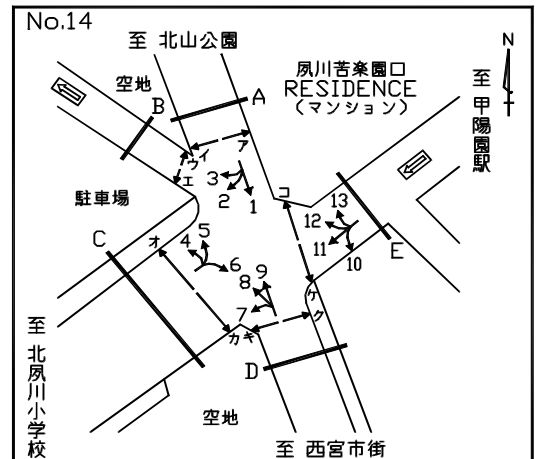 No.14
至 北山公園
N
空地
夙川苦楽園口
RESIDENCE
(マンション)
至 甲陽園駅
B
A
ア
イ
ウ
エ
3
2
1
コ
13
12
11
10
E
駐車場
C
オ
4
5
6
9
8
7
ケ
ク
カ
キ
D
至 北夙川小学校
空地
至 西宮市街